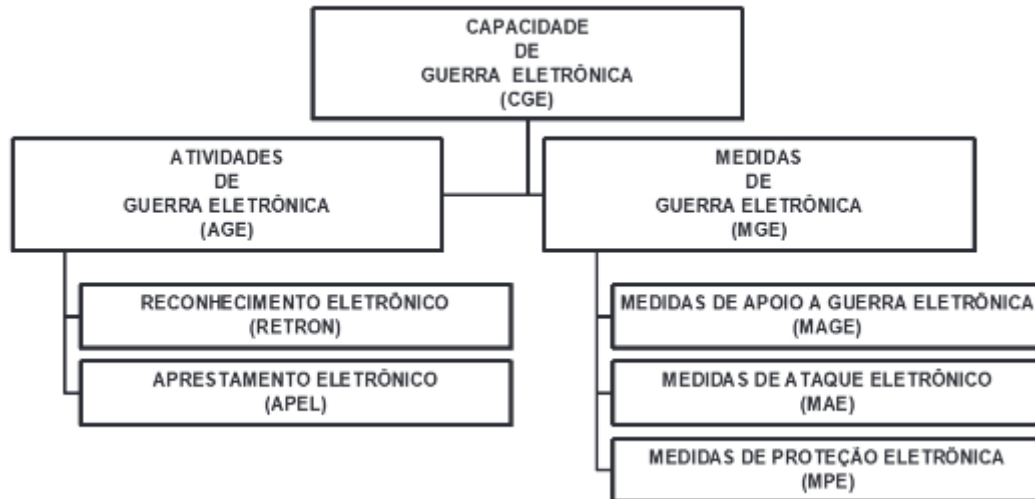 CAPACIDADE
DE
GUERRA ELETRÔNICA
(CGE)
ATIVIDADES
DE
GUERRA ELETRÔNICA
(AGE)
MEDIDAS
DE
GUERRA ELETRÔNICA
(MGE)
RECONHECIMENTO ELETRÔNICO
(RETRON)
APRESTAMENTO ELETRÔNICO
(APEL)
MEDIDAS DE APOIO A GUERRA ELETRÔNICA
(MAGE)
MEDIDAS DE ATAQUE ELETRÔNICO
(MAE)
MEDIDAS DE PROTEÇÃO ELETRÔNICA
(MPE)